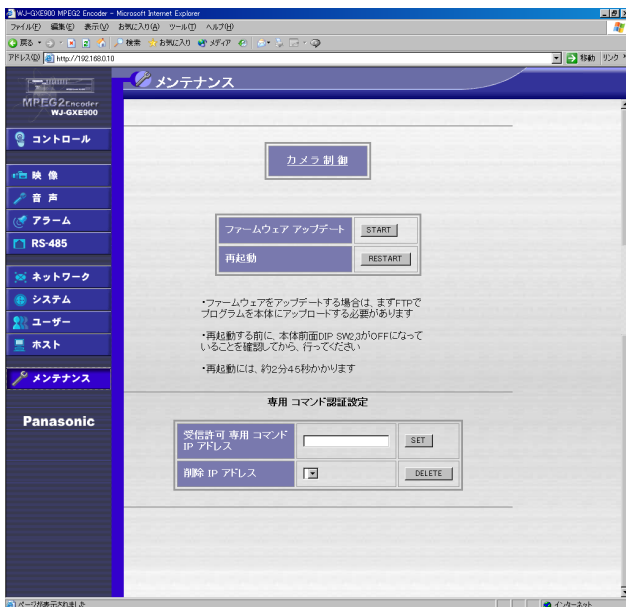 WJ-GXE900 MPEG2 Encoder - Microsoft Internet Explorer
ファイル(F) 編集(E) 表示(V) お気に入り(A) ツール(T) ヘルプ(H)
戻る 検索 お気に入り メディア
アドレス(D) http://192.168.0.10 移動 リンク
メンテナンス
MPEG2Encoder
WJ-GXE900
コントロール
映 像
音 声
アラーム
RS-485
ネットワーク
システム
ユーザー
ホスト
メンテナンス
Panasonic
カメラ制御
ファームウェア アップデート START
再起動 RESTART
・ファームウェアをアップデートする場合は、まずFTPで
プログラムを本体にアップロードする必要があります
・再起動する前に、本体前面DIP SW2,3がOFFになって
いることを確認してから、行ってください
・再起動には、約2分45秒かかります
専用 コマンド認証設定
受信許可 専用 コマンド
IP アドレス SET
削除 IP アドレス DELETE
ページが表示されました インターネット